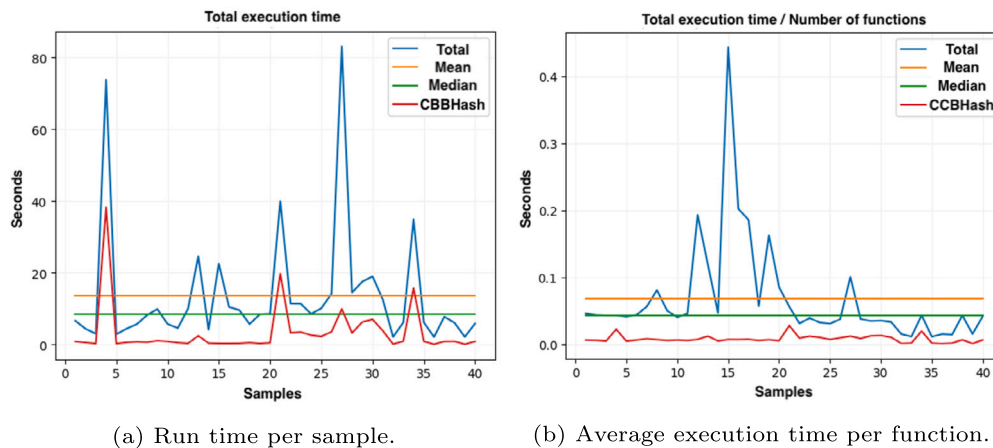 Total execution time
Total
Mean
Median
CBBHash
Seconds
80
60
40
20
0
0 5 10 15 20 25 30 35 40
Samples
(a) Run time per sample.
Total execution time / Number of functions
Total
Mean
Median
CCBHash
Seconds
0.4
0.3
0.2
0.1
0.0
0 5 10 15 20 25 30 35 40
Samples
(b) Average execution time per function.